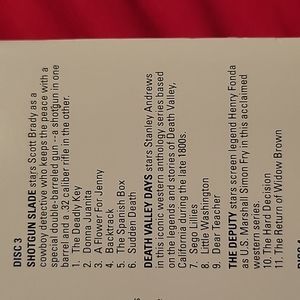 DISC 3
SHOTGUN SLADE stars Scott Brady as a
cowboy detective who keeps the peace with a
special double-barreled gun -- a shotgun in one
barrel and a .32 caliber rifle in the other.
1. The Deadly Key
2. Donna Juanita
3. A Flower For Jenny
4. Backtrack
5. The Spanish Box
6. Sudden Death
DEATH VALLEY DAYS stars Stanley Andrews
in this iconic western anthology series based
on the legends and stories of Death Valley,
California during the late 1800s.
7. Sego Lilies
8. Little Washington
9. Dear Teacher
THE DEPUTY stars screen legend Henry Fonda
as U.S. Marshall Simon Fry in this acclaimed
western series.
10. The Hard Decision
11. The Return of Widow Brown